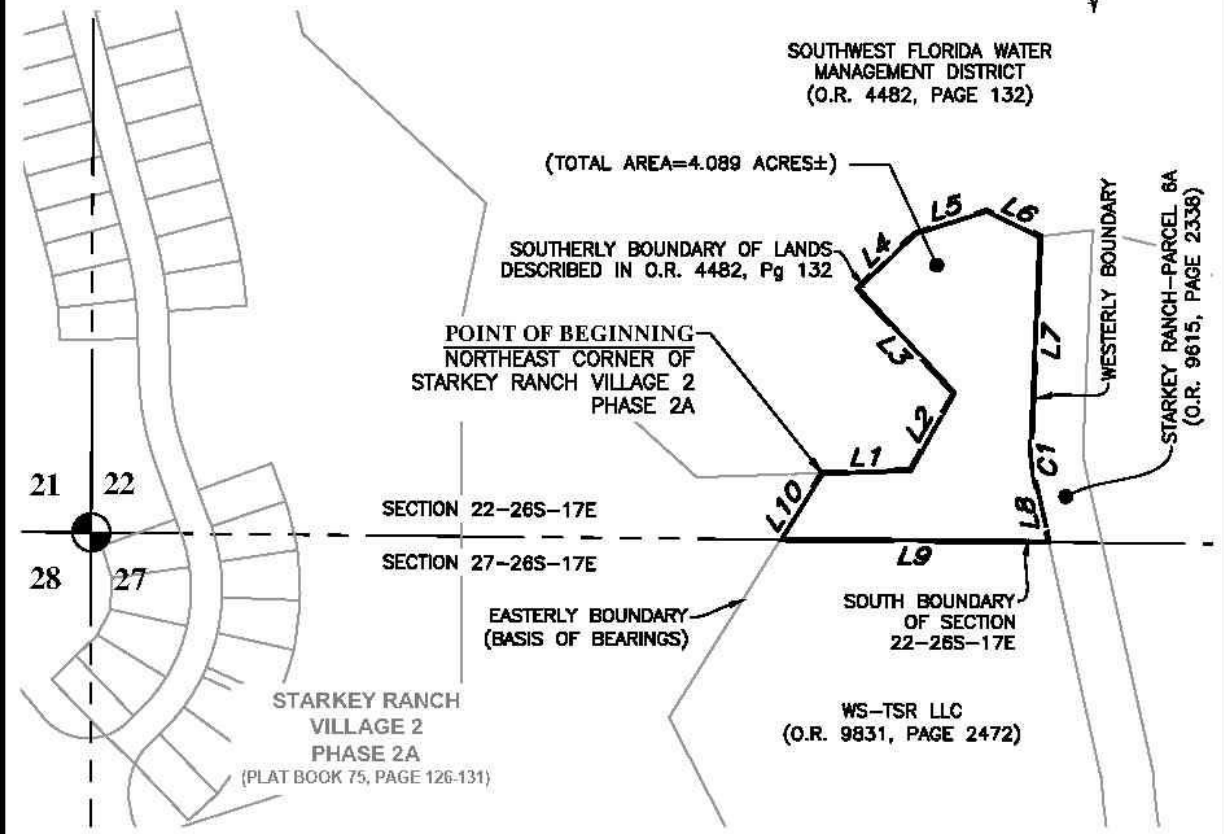 SOUTHWEST FLORIDA WATER
MANAGEMENT DISTRICT
(O.R. 4482, PAGE 132)
(TOTAL AREA=4.089 ACRES±)
L5
L6
L4
SOUTHERLY BOUNDARY OF LANDS
DESCRIBED IN O.R. 4482, Pg 132
WESTERLY BOUNDARY
STARKEY RANCH-PARCEL 6A
(O.R. 9615, PAGE 2338)
POINT OF BEGINNING
NORTHEAST CORNER OF
STARKEY RANCH VILLAGE 2
PHASE 2A
L3
L7
L2
L1
C1
L10
L8
21
22
SECTION 22-26S-17E
SECTION 27-26S-17E
28
27
L9
EASTERLY BOUNDARY
(BASIS OF BEARINGS)
SOUTH BOUNDARY
OF SECTION
22-26S-17E
STARKEY RANCH
VILLAGE 2
PHASE 2A
(PLAT BOOK 75, PAGE 126-131)
WS-TSR LLC
(O.R. 9831, PAGE 2472)